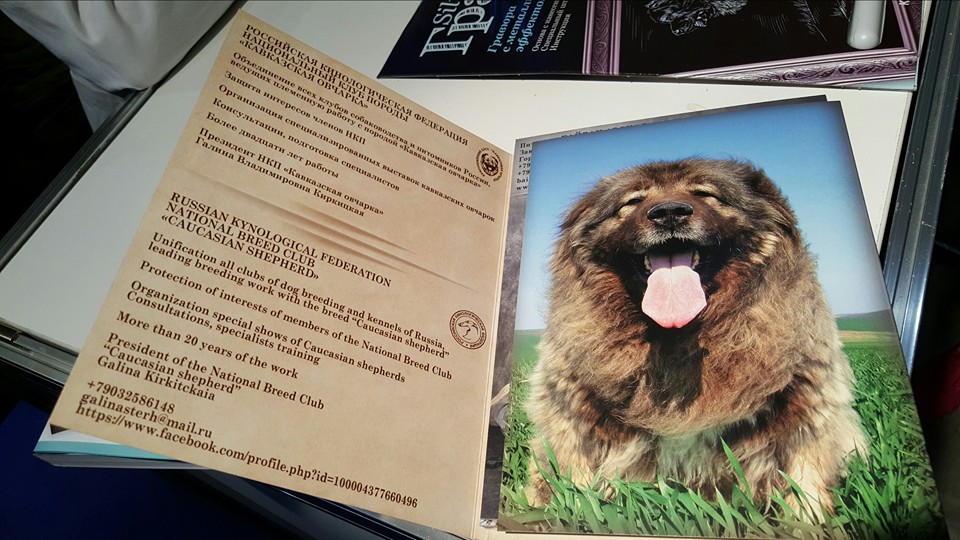 РОССИЙСКАЯ КИНОЛОГИЧЕСКАЯ ФЕДЕРАЦИЯ
НАЦИОНАЛЬНЫЙ КЛУБ ПОРОДЫ
«КАВКАЗСКАЯ ОВЧАРКА»
Объединение всех клубов собаководства и питомников России,
ведущих племенную работу с породой «Кавказская овчарка»
Защита интересов членов НКП
Организация специализированных выставок кавказских овчарок
Консультации, подготовка специалистов
Более двадцати лет работы
Президент НКП «Кавказская овчарка»
Галина Владимировна Киркицкая
RUSSIAN KYNOLOGICAL FEDERATION
NATIONAL BREED CLUB
«CAUCASIAN SHEPHERD»
Unification all clubs of dog breeding and kennels of Russia,
leading breeding work with the breed "Caucasian shepherd"
Protection of interests of members of the National Breed Club
Organization special shows of Caucasian shepherds
Consultations, specialists training
More than 20 years of the work
President of the National Breed Club
"Caucasian shepherd"
Galina Kirkitckaia
+79032586148
galinasterh@mail.ru
https://www.facebook.com/profile.php?id=100004377660496
Гравюра
с
эффектом
Основа с
Инструкция